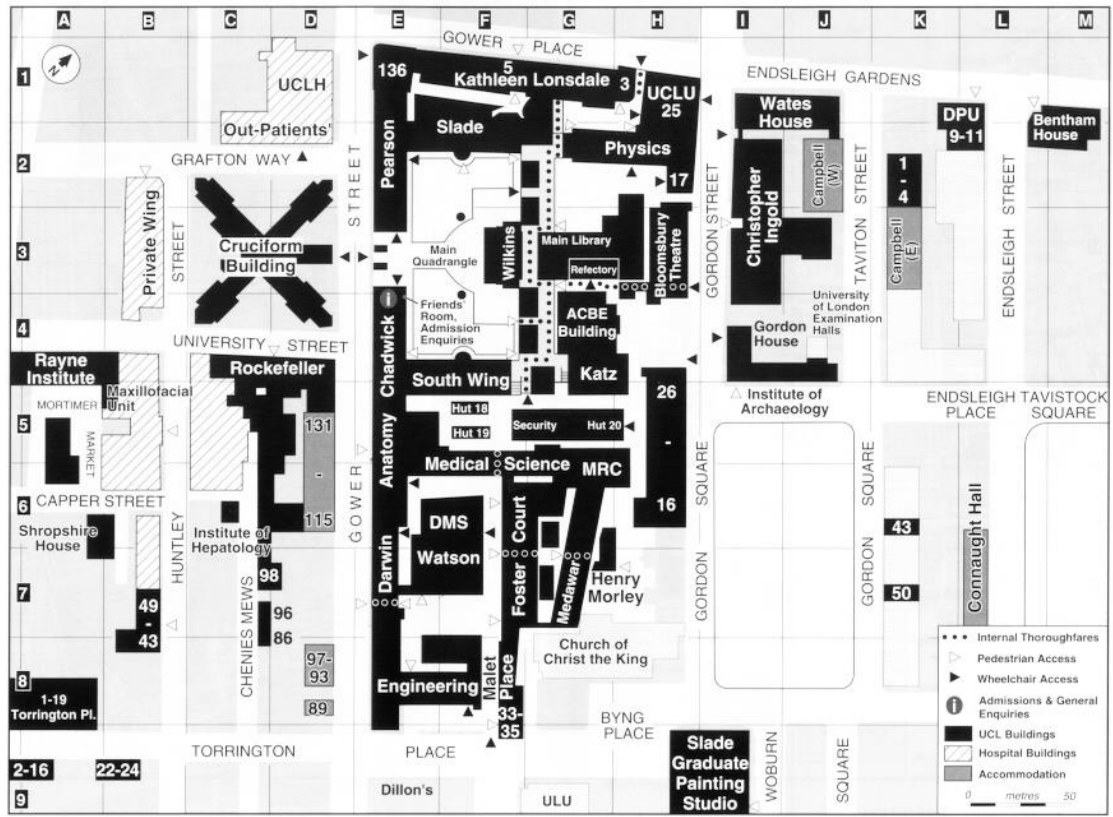 A B C D E F G H I J K L M
1
2
3
4
5
6
7
8
9
N
GOWER PLACE
ENDSLEIGH GARDENS
UCLH
Out-Patients'
136
5
Kathleen Lonsdale
3
UCLU
25
Wates
House
DPU
9-11
Bentham
House
Slade
Physics
17
Pearson
GRAFTON WAY
STREET
Campbell
(W)
1
-
4
Campbell
(E)
TAVITON STREET
ENDSLEIGH STREET
GORDON STREET
Christopher
Ingold
Private Wing
STREET
Cruciform
Building
Main
Quadrangle
Wilkins
Main Library
Refectory
Bloomsbury
Theatre
i
Friends'
Room,
Admission
Enquiries
ACBE
Building
University
of London
Examination
Halls
Gordon
House
UNIVERSITY STREET
Rayne
Institute
Maxillofacial
Unit
Rockefeller
Chadwick
South Wing
Katz
26
-
16
Institute of
Archaeology
ENDSLEIGH
PLACE
TAVISTOCK
SQUARE
MORTIMER
MARKET
131
-
115
Anatomy
Hut 18
Hut 19
Security
Hut 20
Medical
Science
MRC
CAPPER STREET
Shropshire
House
HUNTLEY
Institute of
Hepatology
GOWER
DMS
Watson
Foster Court
Medawar
Henry
Morley
GORDON SQUARE
GORDON SQUARE
43
50
Connaught Hall
Darwin
98
96
86
49
-
43
CHENIES MEWS
97-
93
89
Church of
Christ the King
Engineering
Malet
Place
33-
35
1-19
Torrington Pl.
BYNG
PLACE
TORRINGTON PLACE
2-16
22-24
Dillon's
ULU
Slade
Graduate
Painting
Studio
WOBURN
SQUARE
Internal Thoroughfares
Pedestrian Access
Wheelchair Access
i
Admissions & General
Enquiries
UCL Buildings
Hospital Buildings
Accommodation
0 metres 50